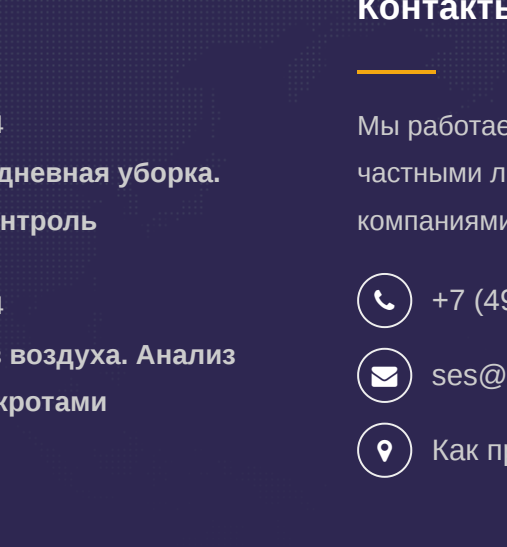 Контакты
4
дневная уборка.
нтроль
4
воздуха. Анализ
кротами
Мы работае
частными л
компаниями
+7 (49
ses@
Как пр